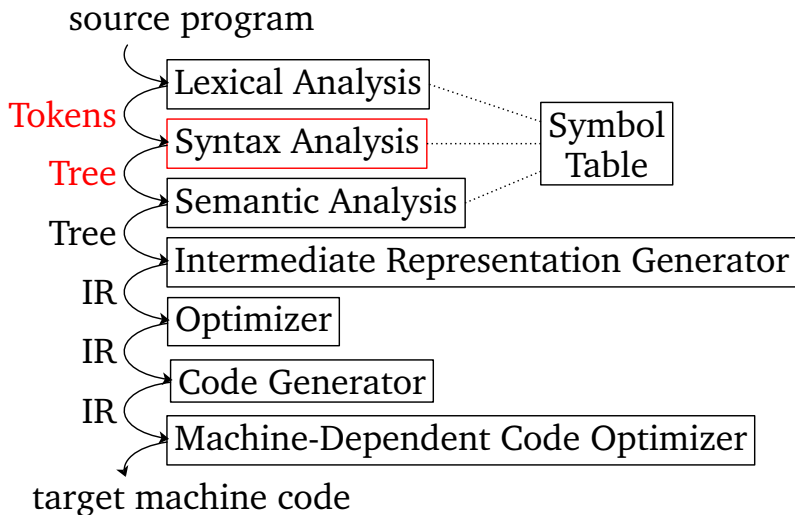 source program
Lexical Analysis
Tokens
Symbol
Table
Syntax Analysis
Tree
Semantic Analysis
Tree
Intermediate Representation Generator
IR
Optimizer
IR
Code Generator
IR
Machine-Dependent Code Optimizer
target machine code